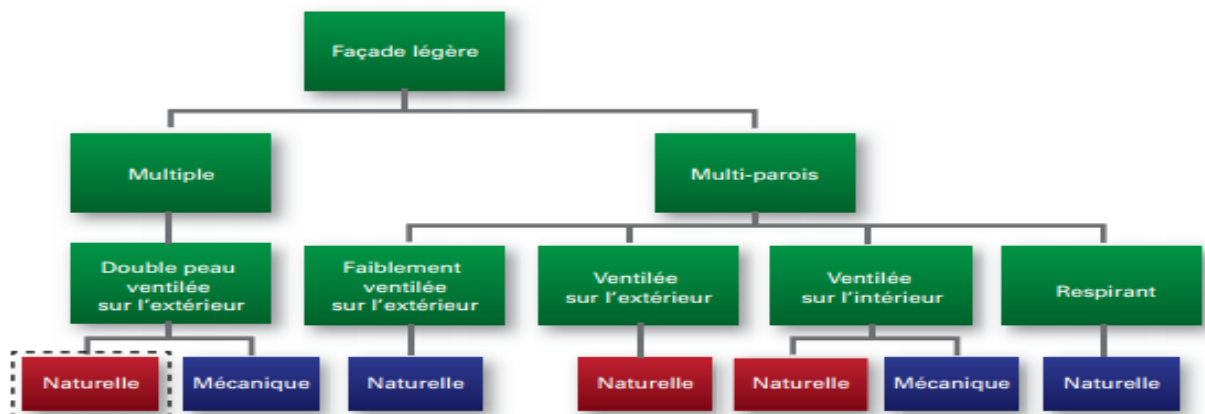 Façade légère
Multiple
Multi-parois
Double peau
ventilée
sur l'extérieur
Faiblement
ventilée
sur l'extérieur
Ventilée
sur l'extérieur
Ventilée
sur l'intérieur
Respirant
Naturelle
Mécanique
Naturelle
Naturelle
Naturelle
Mécanique
Naturelle